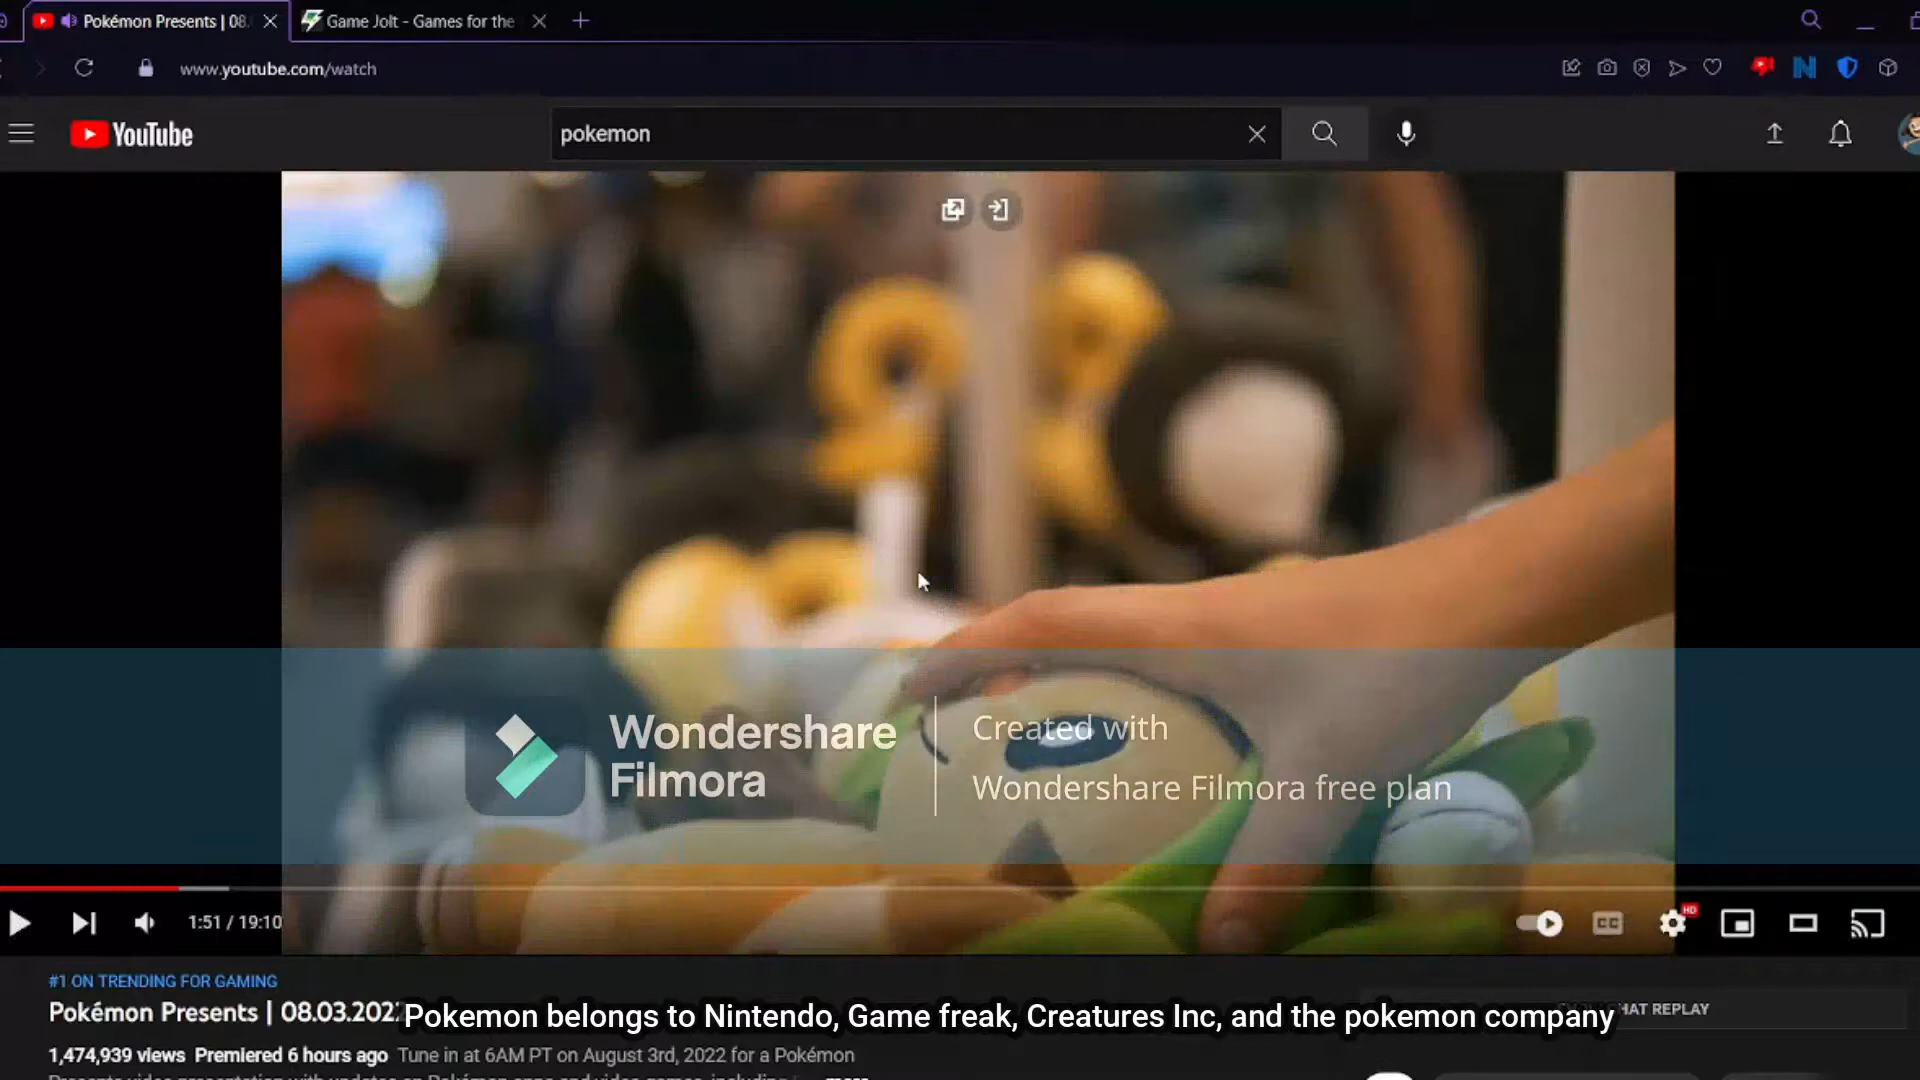 Pokémon Presents | 08.
Game Jolt - Games for the
www.youtube.com/watch
YouTube
pokemon
Wondershare
Filmora
Created with
Wondershare Filmora free plan
1:51 / 19:10
CC
HD
#1 ON TRENDING FOR GAMING
Pokémon Presents | 08.03.2022
Pokemon belongs to Nintendo, Game freak, Creatures Inc, and the pokemon company
HAT REPLAY
1,474,939 views Premiered 6 hours ago Tune in at 6AM PT on August 3rd, 2022 for a Pokémon